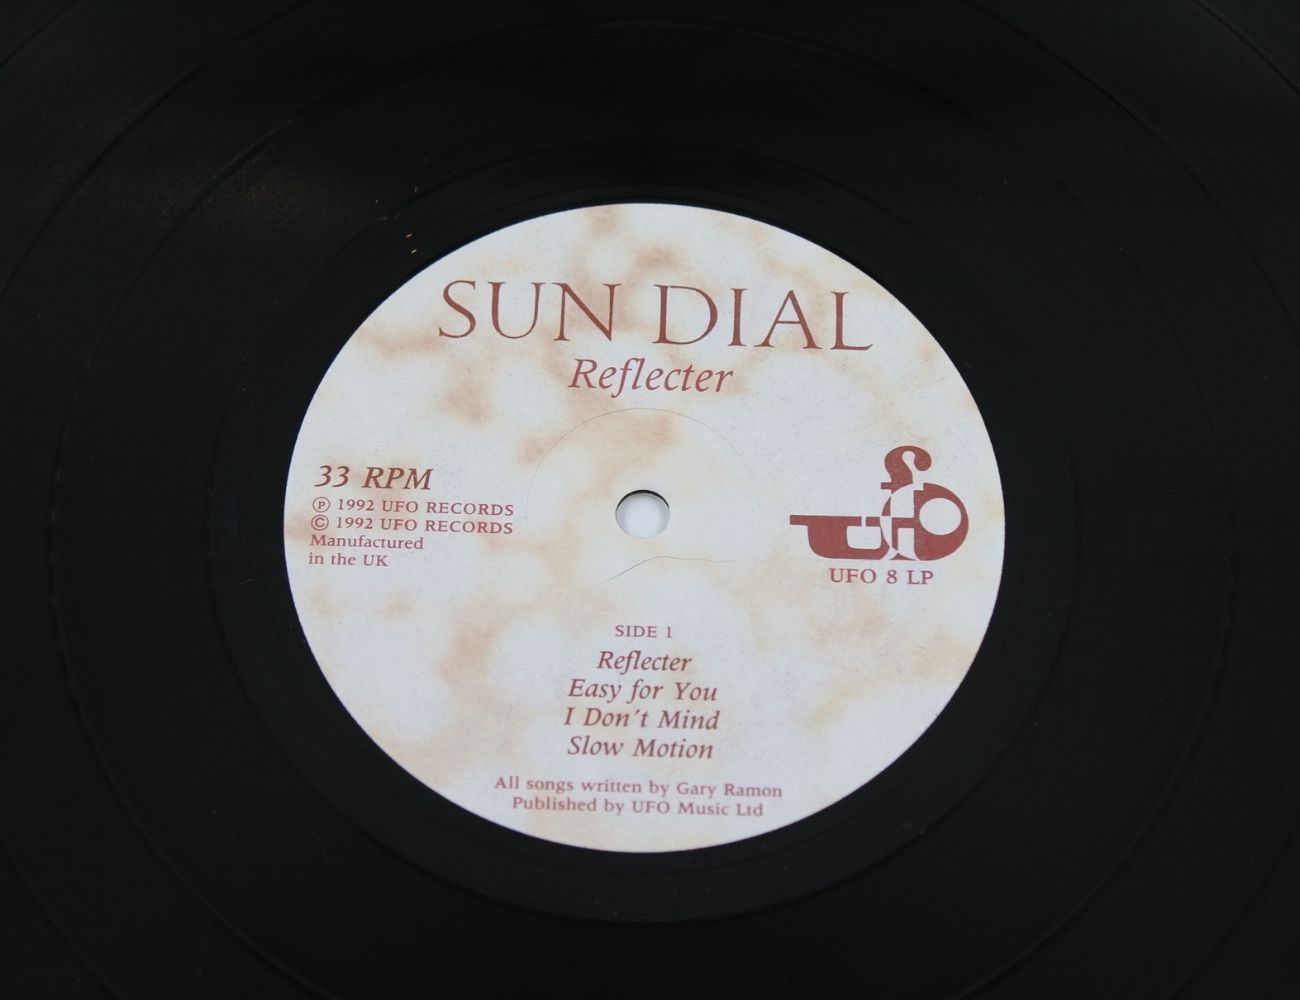 SUN DIAL
Reflecter
33 RPM
Ⓟ 1992 UFO RECORDS
© 1992 UFO RECORDS
Manufactured
in the UK
UFO
UFO 8 LP
SIDE 1
Reflecter
Easy for You
I Don't Mind
Slow Motion
All songs written by Gary Ramon
Published by UFO Music Ltd